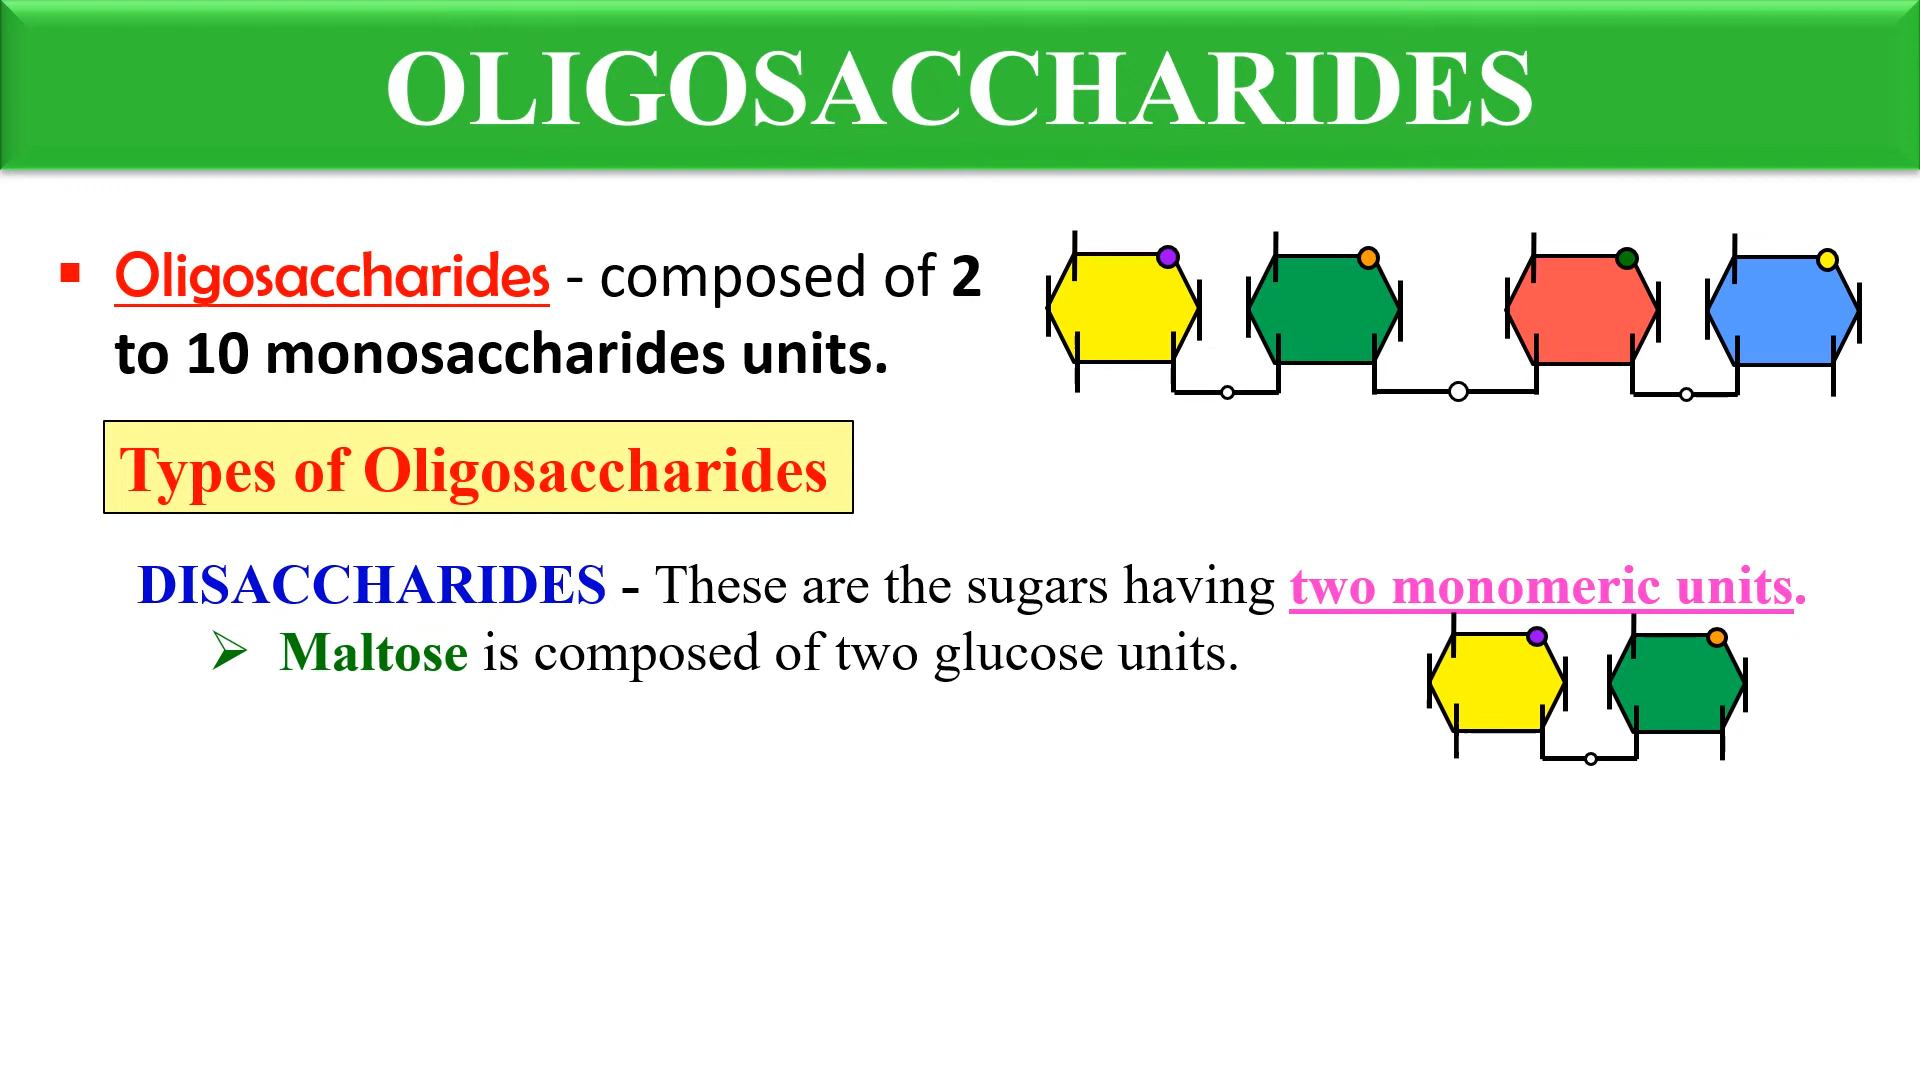 OLIGOSACCHARIDES
Oligosaccharides - composed of 2
to 10 monosaccharides units.
Types of Oligosaccharides
DISACCHARIDES - These are the sugars having two monomeric units.
Maltose is composed of two glucose units.